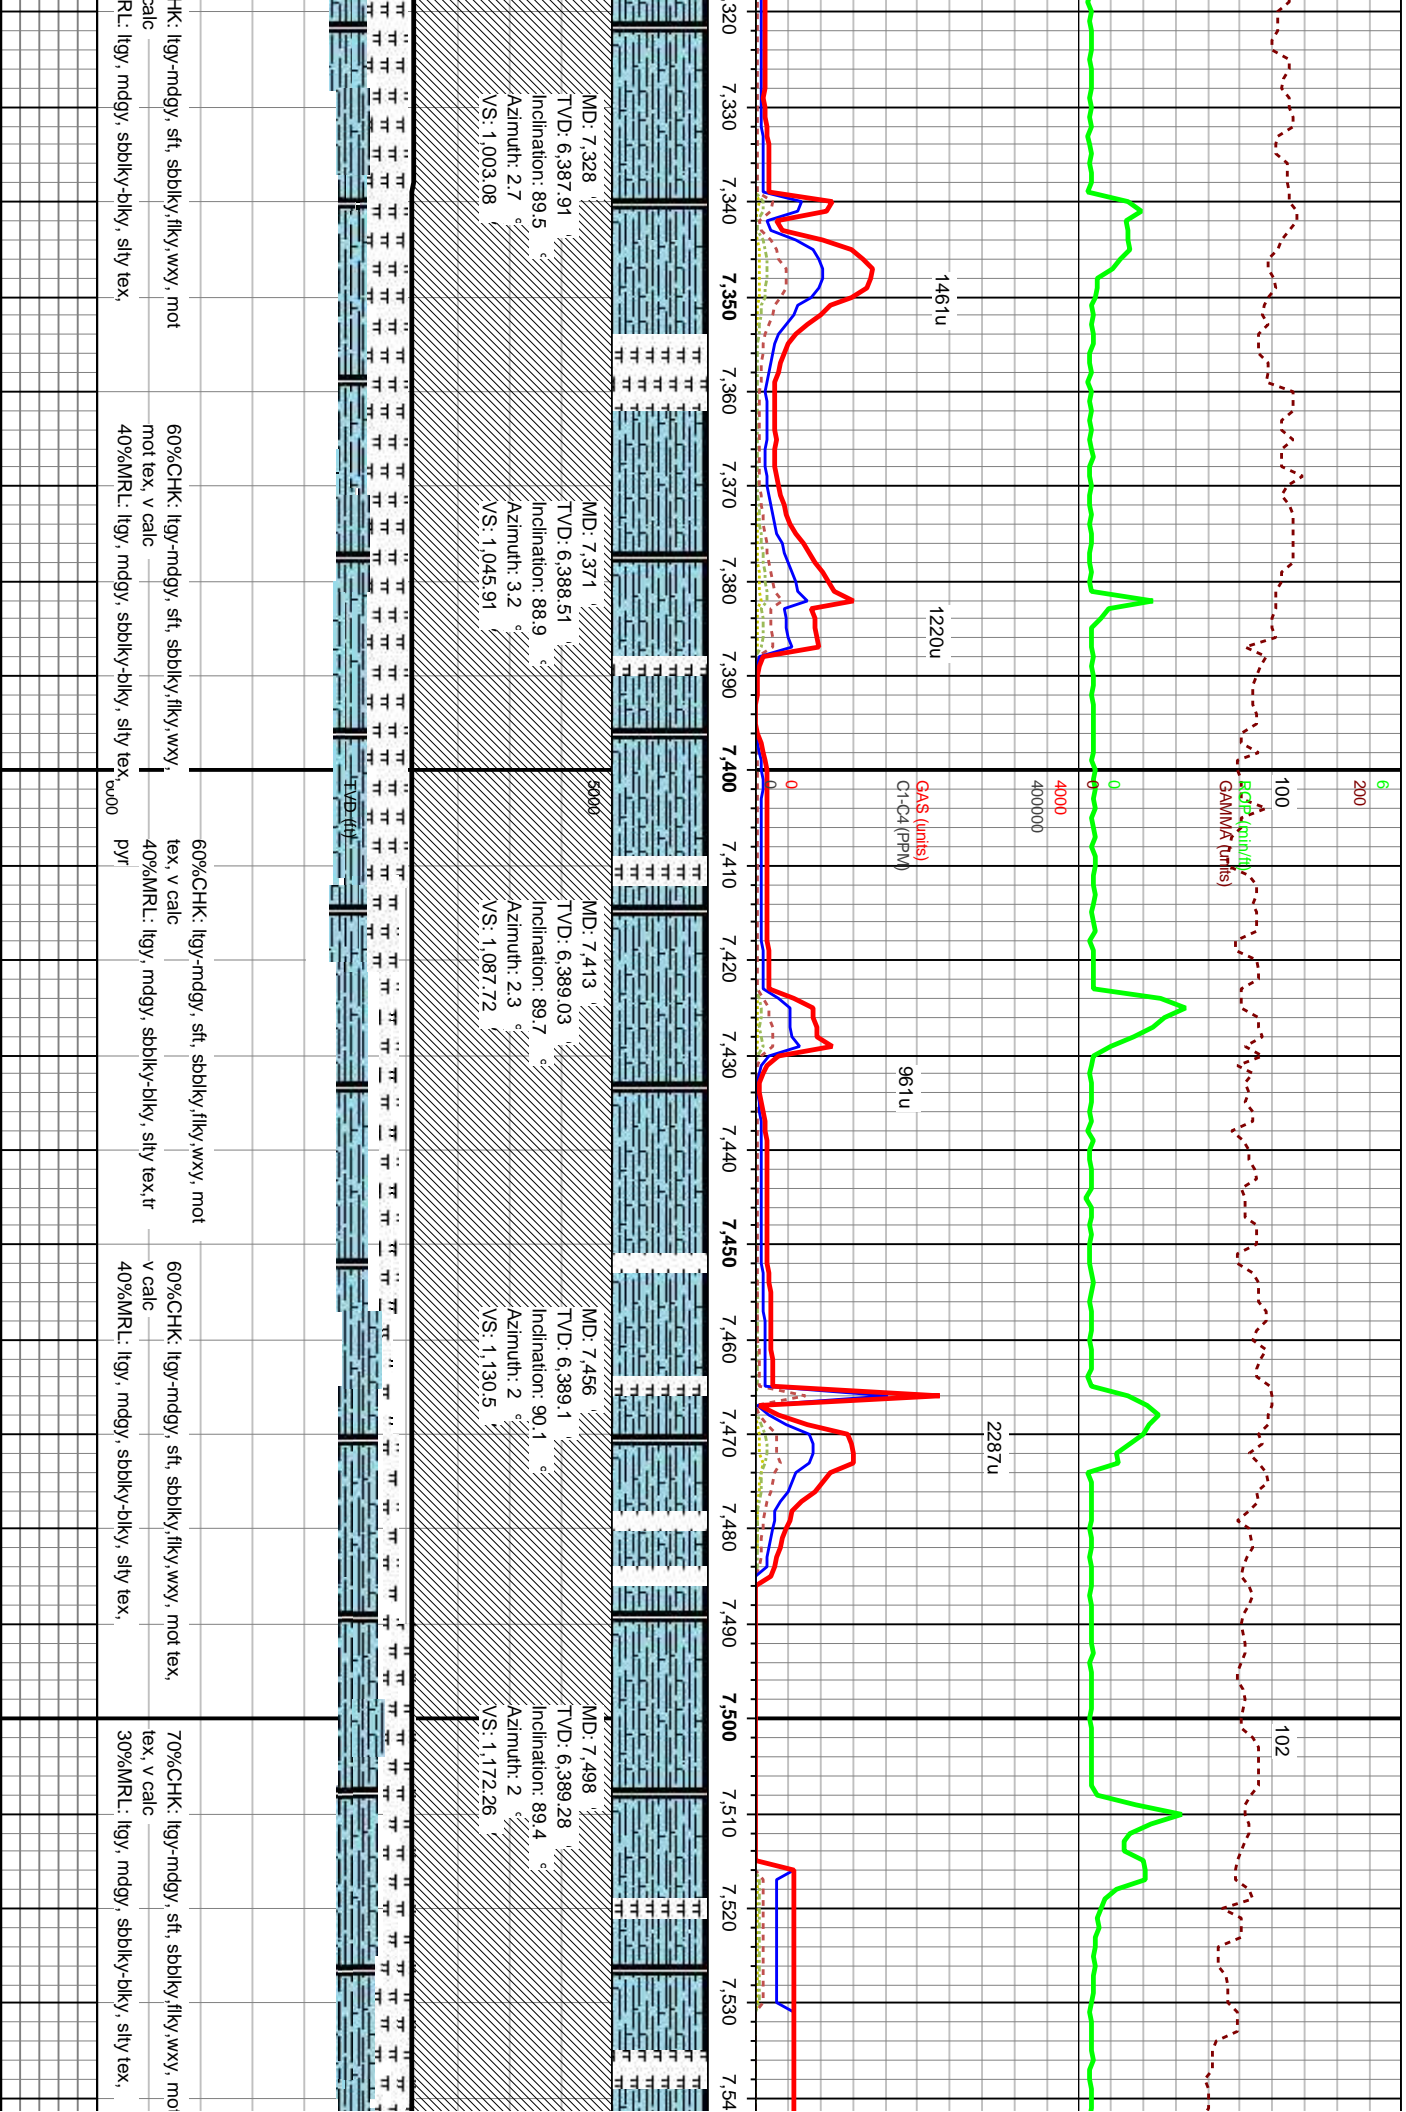 6
200
100
102
ROP (min/ft)
GAMMA (units)
0
0
4000
40000
GAS (units)
C1-C4 (PPM)
0
0
1461u
1220u
961u
2287u
,320
7,330
7,340
7,350
7,360
7,370
7,380
7,390
7,400
7,410
7,420
7,430
7,440
7,450
7,460
7,470
7,480
7,490
7,500
7,510
7,520
7,530
7,54
5000
MD: 7,328
TVD: 6,387.91
Inclination: 89.5
Azimuth: 2.7
VS: 1,003.08
MD: 7,371
TVD: 6,388.51
Inclination: 88.9
Azimuth: 3.2
VS: 1,045.91
MD: 7,413
TVD: 6,389.03
Inclination: 89.7
Azimuth: 2.3
VS: 1,087.72
MD: 7,456
TVD: 6,389.1
Inclination: 90.1
Azimuth: 2
VS: 1,130.5
MD: 7,498
TVD: 6,389.28
Inclination: 89.4
Azimuth: 2
VS: 1,172.26
TVD (ft)
6000
HK: ltgy-mdgy, sft, sbblky,flky,wxy, mot
calc
RL: ltgy, mdgy, sbblky-blky, slty tex,
60%CHK: ltgy-mdgy, sft, sbblky,flky,wxy,
mot tex, v calc
40%MRL: ltgy, mdgy, sbblky-blky, slty tex,
60%CHK: ltgy-mdgy, sft, sbblky,flky,wxy, mot
tex, v calc
40%MRL: ltgy, mdgy, sbblky-blky, slty tex,tr
pyr
60%CHK: ltgy-mdgy, sft, sbblky,flky,wxy, mot tex,
v calc
40%MRL: ltgy, mdgy, sbblky-blky, slty tex,
70%CHK: ltgy-mdgy, sft, sbblky,flky,wxy, mot
tex, v calc
30%MRL: ltgy, mdgy, sbblky-blky, slty tex,